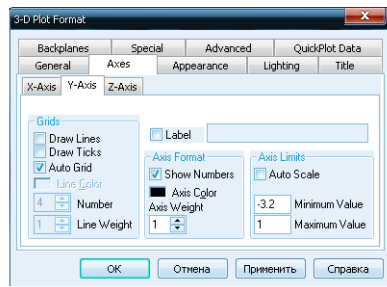 3-D Plot Format
Backplanes Special Advanced QuickPlot Data
General Axes Appearance Lighting Title
X-Axis Y-Axis Z-Axis
Grids
Draw Lines
Draw Ticks
Auto Grid
Line Color
4 Number
1 Line Weight
Label
Axis Format
Show Numbers
Axis Color
Axis Weight
1
Axis Limits
Auto Scale
-3.2 Minimum Value
1 Maximum Value
OK Отмена Применить Справка